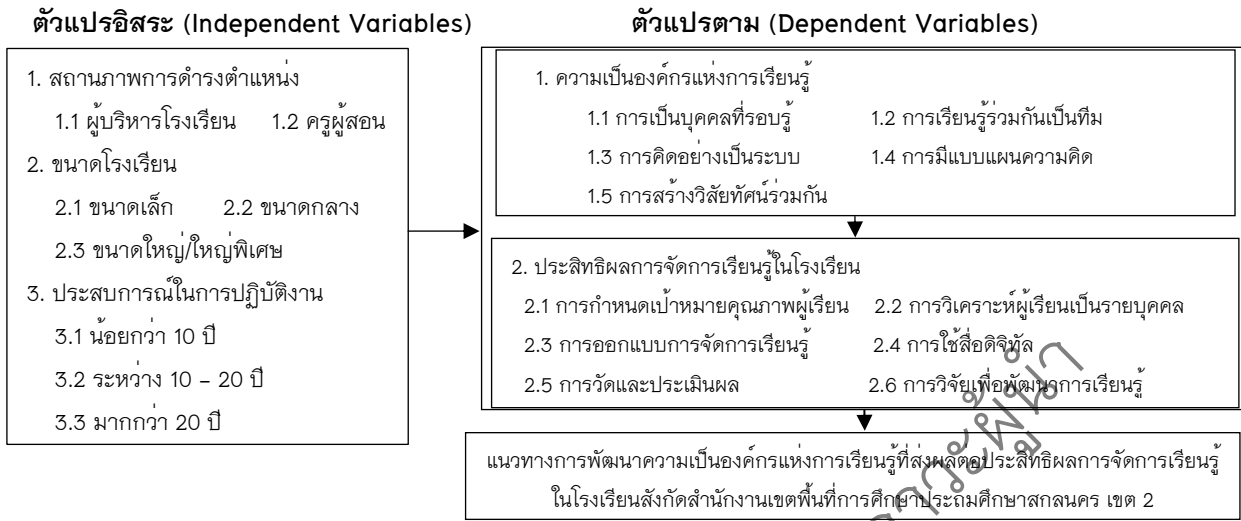 ตัวแปรอิสระ (Independent Variables)
1. สถานภาพการดำรงตำแหน่ง
1.1 ผู้บริหารโรงเรียน 1.2 ครูผู้สอน
2. ขนาดโรงเรียน
2.1 ขนาดเล็ก 2.2 ขนาดกลาง
2.3 ขนาดใหญ่/ใหญ่พิเศษ
3. ประสบการณ์ในการปฏิบัติงาน
3.1 น้อยกว่า 10 ปี
3.2 ระหว่าง 10 – 20 ปี
3.3 มากกว่า 20 ปี
ตัวแปรตาม (Dependent Variables)
1. ความเป็นองค์กรแห่งการเรียนรู้
1.1 การเป็นบุคคลที่รอบรู้ 1.2 การเรียนรู้ร่วมกันเป็นทีม
1.3 การคิดอย่างเป็นระบบ 1.4 การมีแบบแผนความคิด
1.5 การสร้างวิสัยทัศน์ร่วมกัน
2. ประสิทธิผลการจัดการเรียนรู้ในโรงเรียน
2.1 การกำหนดเป้าหมายคุณภาพผู้เรียน 2.2 การวิเคราะห์ผู้เรียนเป็นรายบุคคล
2.3 การออกแบบการจัดการเรียนรู้ 2.4 การใช้สื่อดิจิทัล
2.5 การวัดและประเมินผล 2.6 การวิจัยเพื่อพัฒนาการเรียนรู้
แนวทางการพัฒนาความเป็นองค์กรแห่งการเรียนรู้ที่ส่งผลต่อประสิทธิผลการจัดการเรียนรู้
ในโรงเรียนสังกัดสำนักงานเขตพื้นที่การศึกษาประถมศึกษาสกลนคร เขต 2